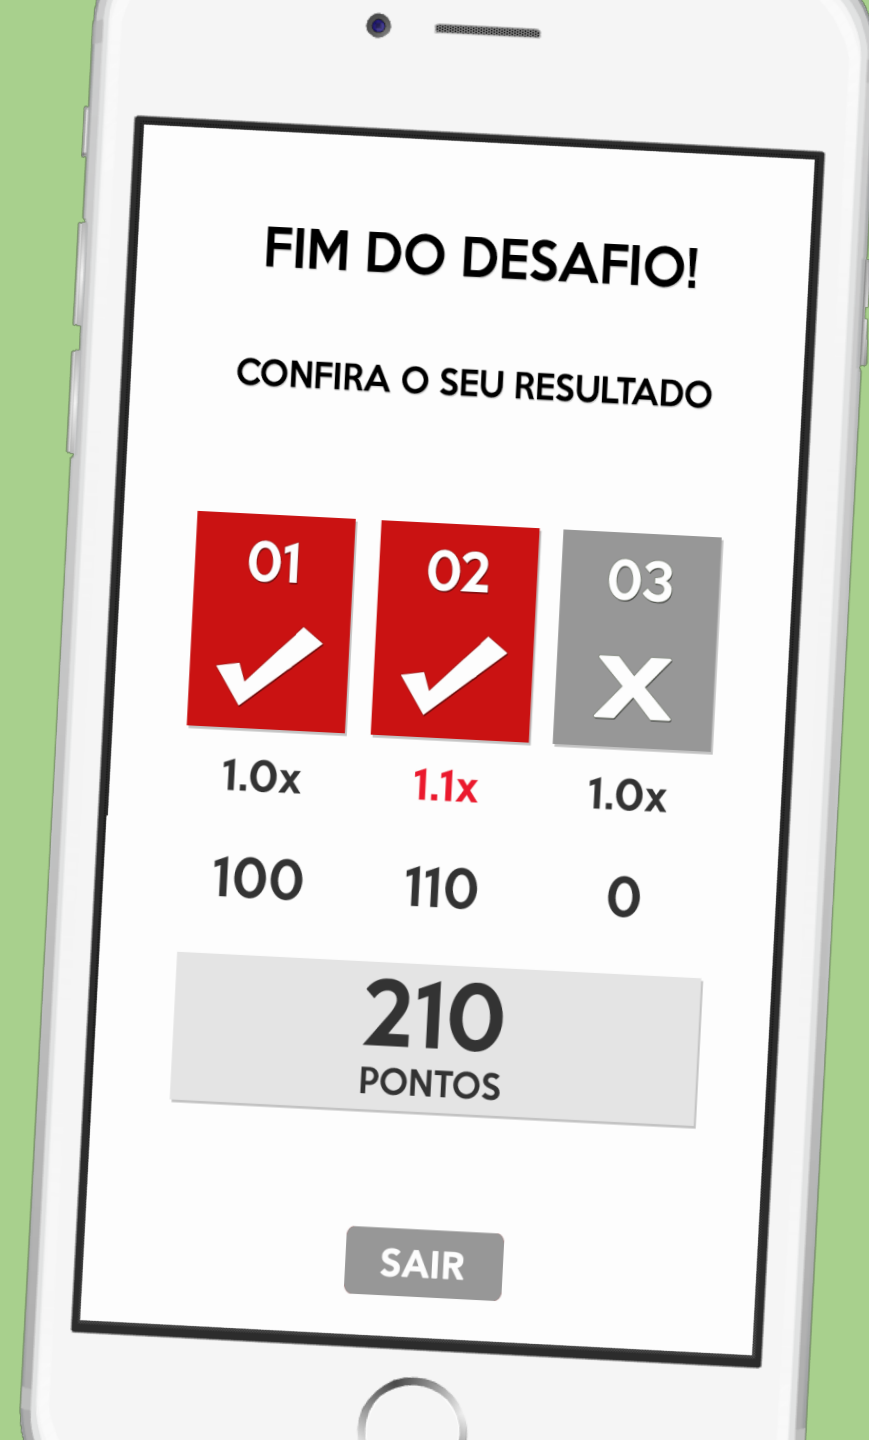 FIM DO DESAFIO!
CONFIRA O SEU RESULTADO
01 02 03
1.0x 1.1x 1.0x
100 110 0
210
PONTOS
SAIR